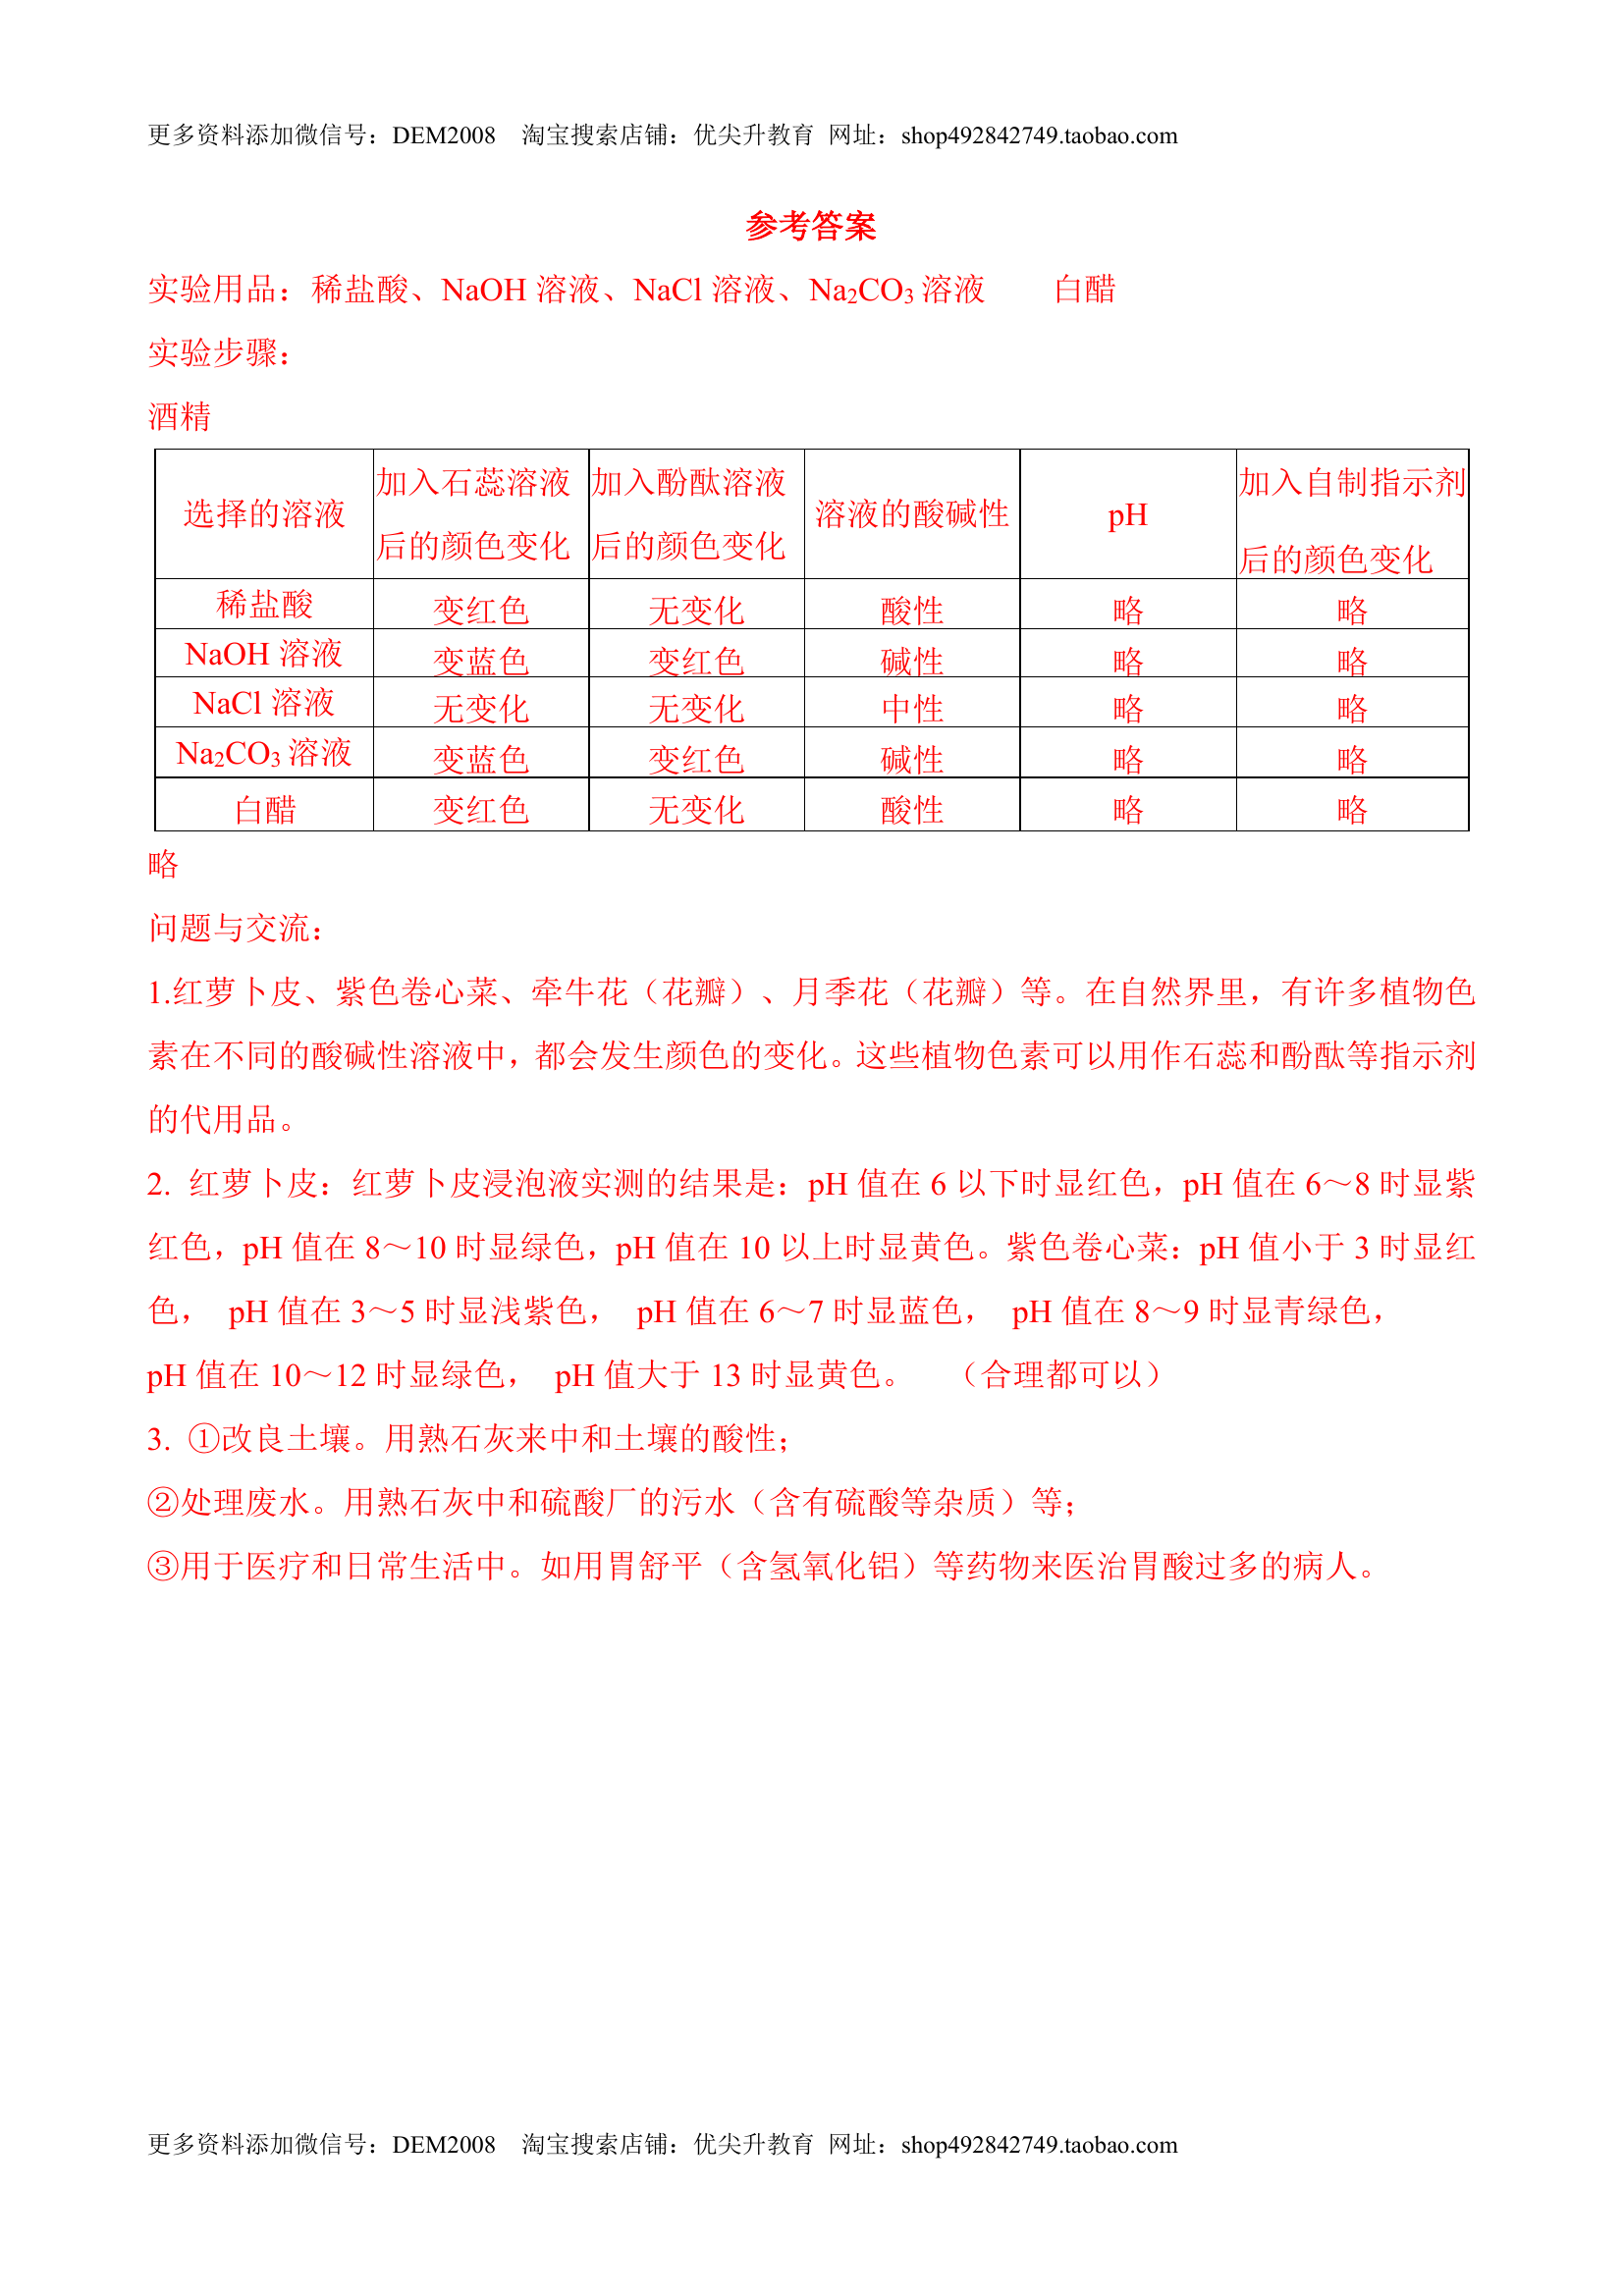 更多资料添加微信号：DEM2008 淘宝搜索店铺：优尖升教育 网址：shop492842749.taobao.com
参考答案
实验用品：稀盐酸、NaOH 溶液、NaCl 溶液、Na₂CO₃ 溶液 白醋
实验步骤：
酒精
选择的溶液 加入石蕊溶液后的颜色变化 加入酚酞溶液后的颜色变化 溶液的酸碱性 pH 加入自制指示剂后的颜色变化
稀盐酸 变红色 无变化 酸性 略 略
NaOH 溶液 变蓝色 变红色 碱性 略 略
NaCl 溶液 无变化 无变化 中性 略 略
Na₂CO₃ 溶液 变蓝色 变红色 碱性 略 略
白醋 变红色 无变化 酸性 略 略
略
问题与交流：
1.红萝卜皮、紫色卷心菜、牵牛花（花瓣）、月季花（花瓣）等。在自然界里，有许多植物色
素在不同的酸碱性溶液中，都会发生颜色的变化。这些植物色素可以用作石蕊和酚酞等指示剂
的代用品。
2. 红萝卜皮：红萝卜皮浸泡液实测的结果是：pH 值在 6 以下时显红色，pH 值在 6～8 时显紫
红色，pH 值在 8～10 时显绿色，pH 值在 10 以上时显黄色。紫色卷心菜：pH 值小于 3 时显红
色， pH 值在 3～5 时显浅紫色， pH 值在 6～7 时显蓝色， pH 值在 8～9 时显青绿色，
pH 值在 10～12 时显绿色， pH 值大于 13 时显黄色。 （合理都可以）
3. ①改良土壤。用熟石灰来中和土壤的酸性；
②处理废水。用熟石灰中和硫酸厂的污水（含有硫酸等杂质）等；
③用于医疗和日常生活中。如用胃舒平（含氢氧化铝）等药物来医治胃酸过多的病人。
更多资料添加微信号：DEM2008 淘宝搜索店铺：优尖升教育 网址：shop492842749.taobao.com